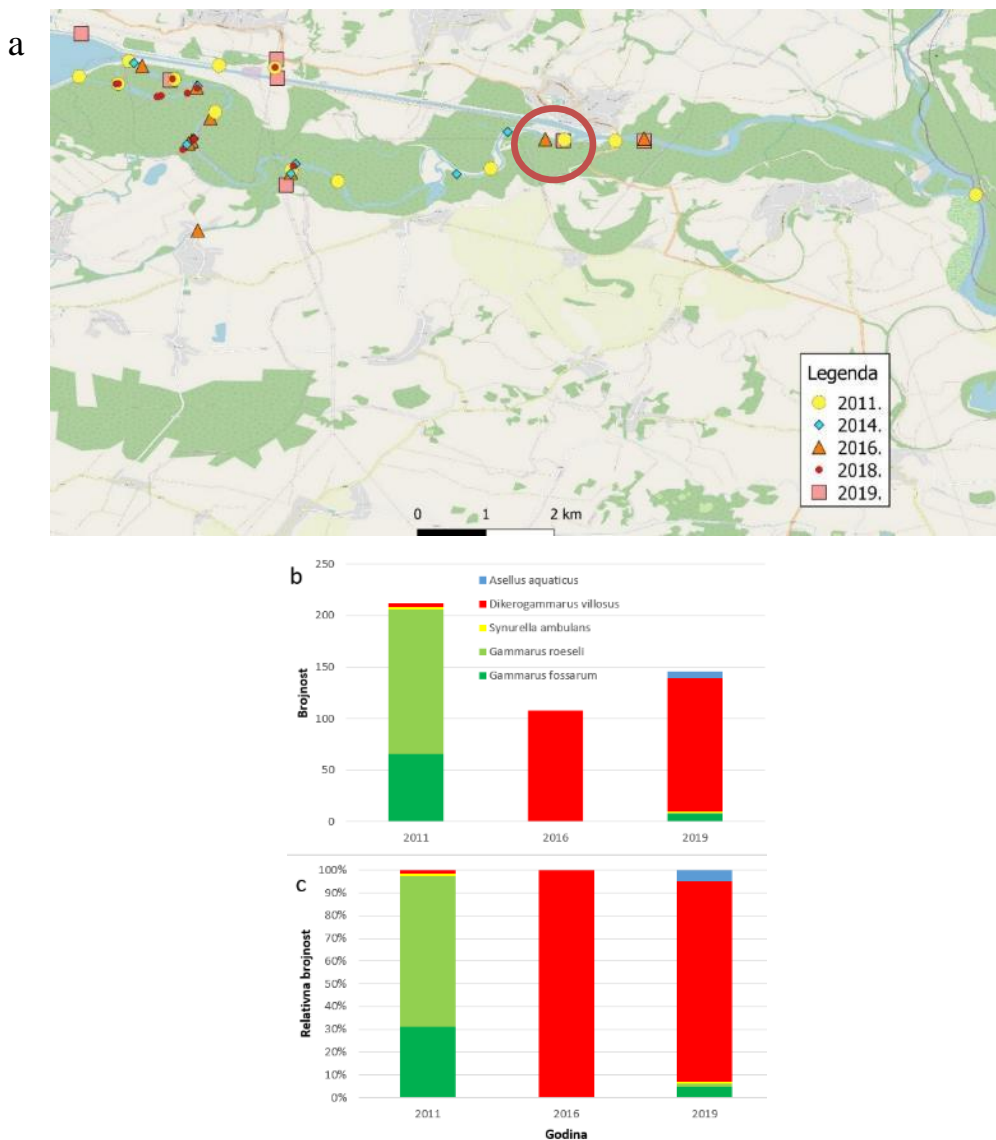 a
Legenda
2011.
2014.
2016.
2018.
2019.
0 1 2 km
b
250
200
150
100
50
0
Brojnost
Asellus aquaticus
Dikerogammarus villosus
Synurella ambulans
Gammarus roeseli
Gammarus fossarum
2011 2016 2019
c
100%
90%
80%
70%
60%
50%
40%
30%
20%
10%
0%
Relativna brojnost
2011 2016 2019
Godina